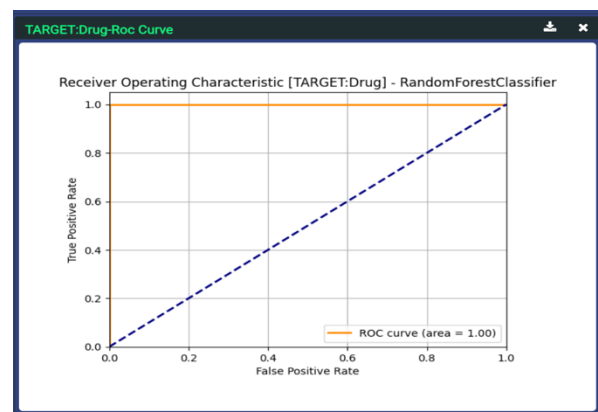 TARGET:Drug-Roc Curve
Receiver Operating Characteristic [TARGET:Drug] - RandomForestClassifier
True Positive Rate
1.0
0.8
0.6
0.4
0.2
0.0
ROC curve (area = 1.00)
0.0 0.2 0.4 0.6 0.8 1.0
False Positive Rate